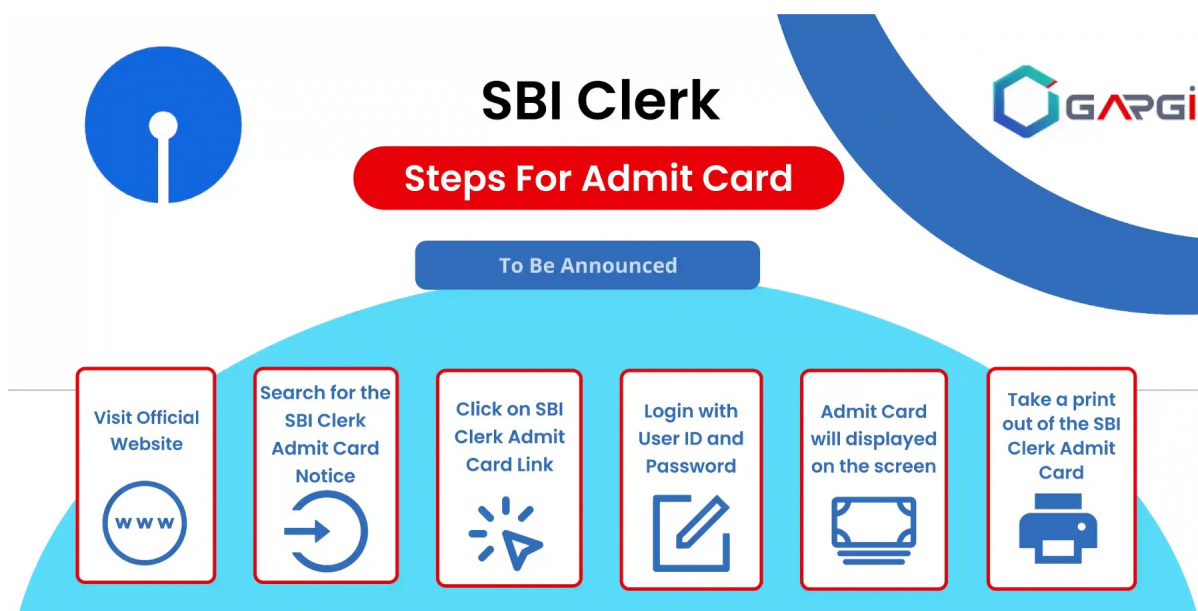 SBI Clerk
GARGI
Steps For Admit Card
To Be Announced
Visit Official
Website
www
Search for the
SBI Clerk
Admit Card
Notice
Click on SBI
Clerk Admit
Card Link
Login with
User ID and
Password
Admit Card
will displayed
on the screen
Take a print
out of the SBI
Clerk Admit
Card